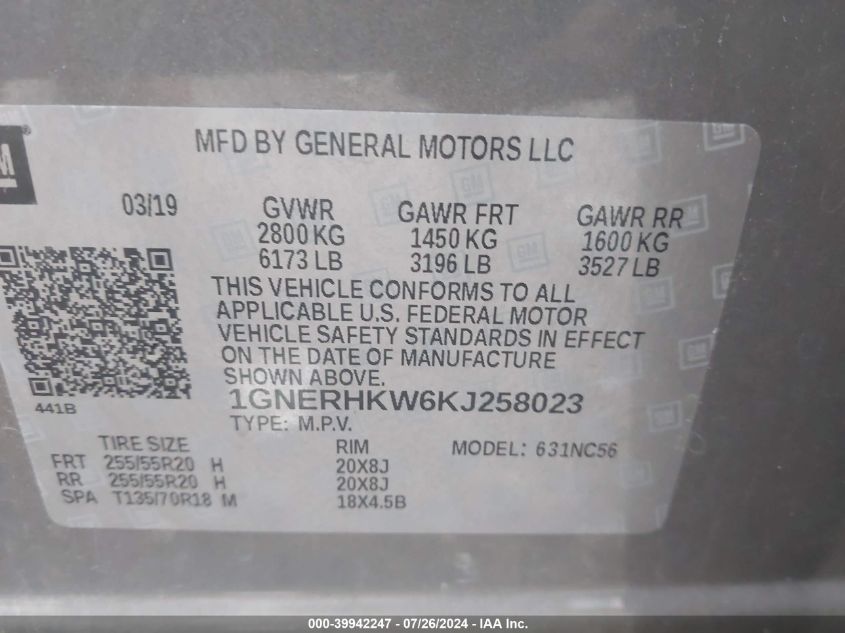 GM
MFD BY GENERAL MOTORS LLC
03/19 GVWR GAWR FRT GAWR RR
2800 KG 1450 KG 1600 KG
6173 LB 3196 LB 3527 LB
THIS VEHICLE CONFORMS TO ALL
APPLICABLE U.S. FEDERAL MOTOR
VEHICLE SAFETY STANDARDS IN EFFECT
ON THE DATE OF MANUFACTURE
SHOWN ABOVE.
441B
1GNERHKW6KJ258023
TYPE: M.P.V.
TIRE SIZE RIM MODEL: 631NC56
FRT 255/55R20 H 20X8J
RR 255/55R20 H 20X8J
SPA T135/70R18 M 18X4.5B
000-39942247 - 07/26/2024 - IAA Inc.